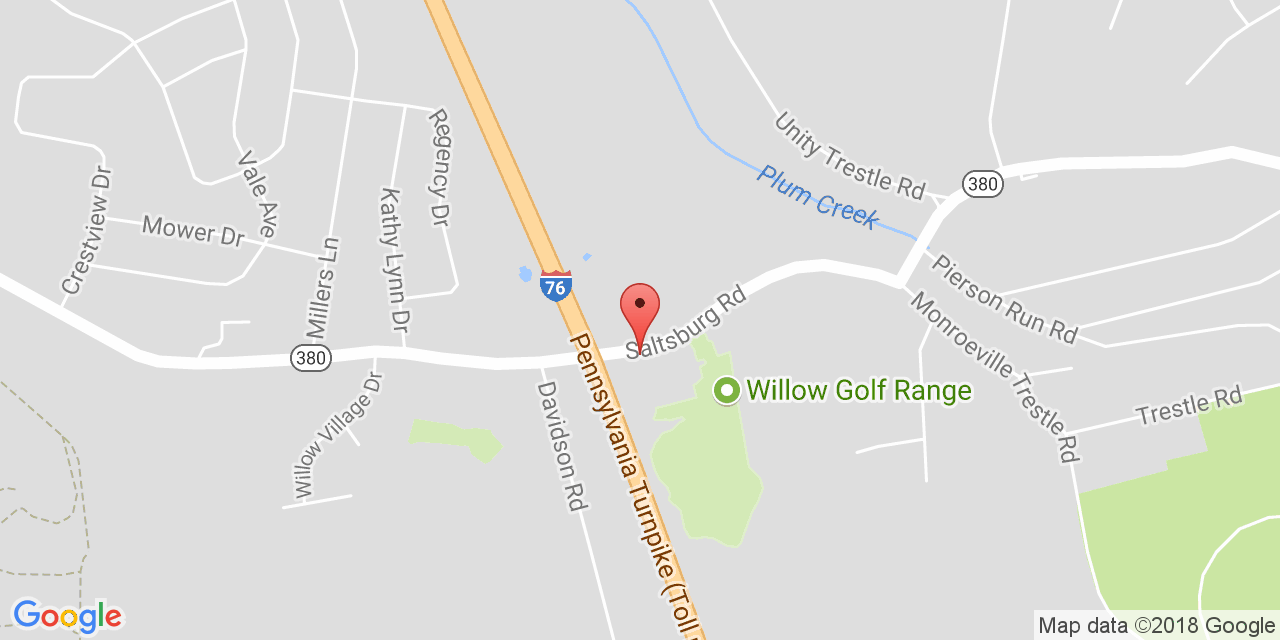 Unity Trestle Rd
Regency Dr
Vale Ave
Crestview Dr
380
Plum Creek
Kathy Lynn Dr
Mower Dr
Millers Ln
76
Pierson Run Rd
Saltsburg Rd
Monroeville Trestle Rd
380
Willow Golf Range
Pennsylvania Turnpike (Toll
Davidson Rd
Willow Village Dr
Trestle Rd
Google
Map data ©2018 Google